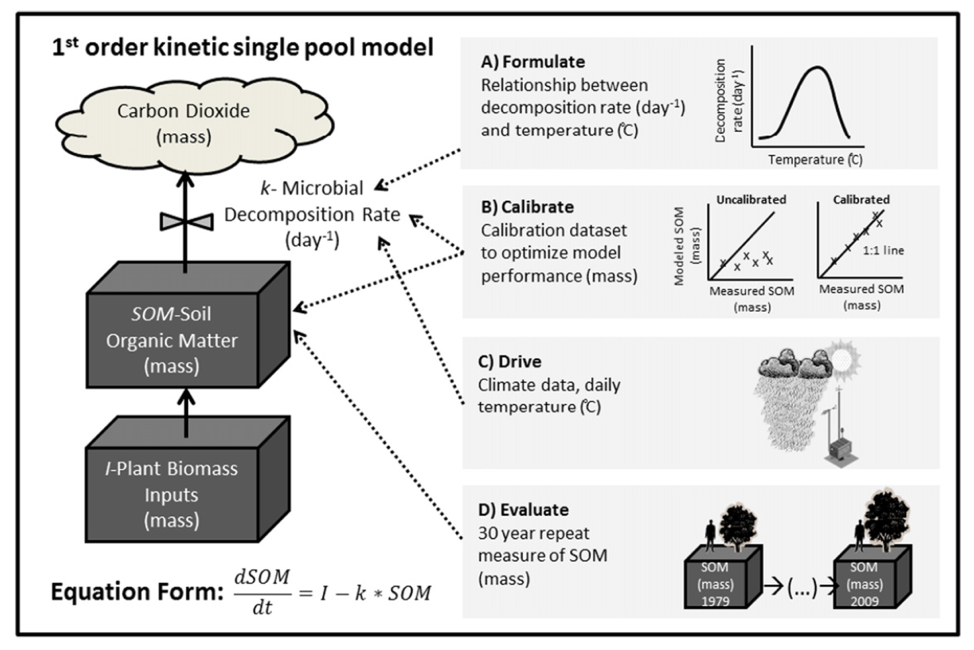 1st order kinetic single pool model
Carbon Dioxide
(mass)
k- Microbial
Decomposition Rate
(day-1)
SOM-Soil
Organic Matter
(mass)
I-Plant Biomass
Inputs
(mass)
Equation Form: dSOM/dt = I − k ∗ SOM
A) Formulate
Relationship between
decomposition rate (day-1)
and temperature (˚C)
Decomposition
rate (day-1)
Temperature (˚C)
B) Calibrate
Calibration dataset
to optimize model
performance (mass)
Uncalibrated
Modeled SOM
(mass)
Measured SOM
(mass)
Calibrated
1:1 line
Measured SOM
(mass)
C) Drive
Climate data, daily
temperature (˚C)
D) Evaluate
30 year repeat
measure of SOM
(mass)
SOM
(mass)
1979
(...)
SOM
(mass)
2009